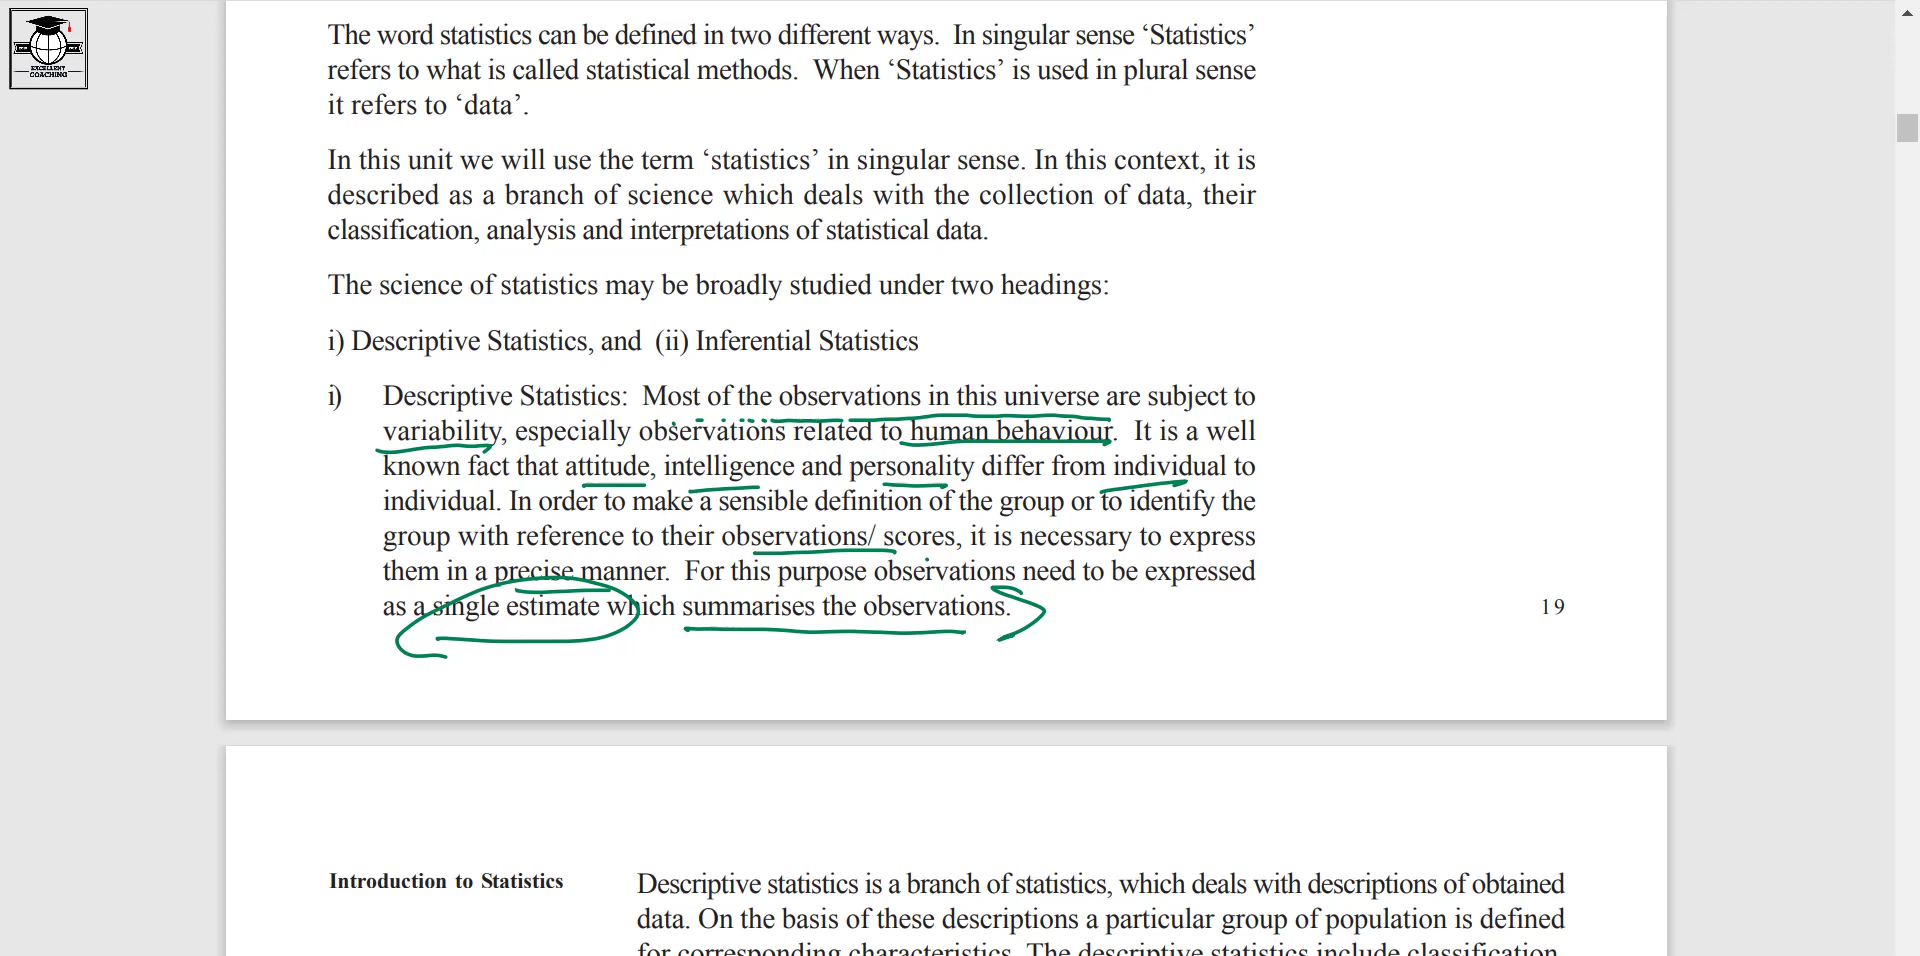 EXCELLENT
COACHING
The word statistics can be defined in two different ways. In singular sense ‘Statistics’
refers to what is called statistical methods. When ‘Statistics’ is used in plural sense
it refers to ‘data’.
In this unit we will use the term ‘statistics’ in singular sense. In this context, it is
described as a branch of science which deals with the collection of data, their
classification, analysis and interpretations of statistical data.
The science of statistics may be broadly studied under two headings:
i) Descriptive Statistics, and (ii) Inferential Statistics
i) Descriptive Statistics: Most of the observations in this universe are subject to
variability, especially observations related to human behaviour. It is a well
known fact that attitude, intelligence and personality differ from individual to
individual. In order to make a sensible definition of the group or to identify the
group with reference to their observations/ scores, it is necessary to express
them in a precise manner. For this purpose observations need to be expressed
as a single estimate which summarises the observations.
19
Introduction to Statistics
Descriptive statistics is a branch of statistics, which deals with descriptions of obtained
data. On the basis of these descriptions a particular group of population is defined
for corresponding characteristics. The descriptive statistics include classification,